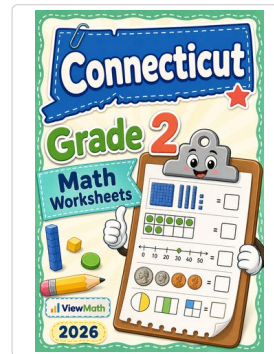 Connecticut
Grade 2
Math
Worksheets
=
=
0 10 20 30 40 50 =
=
=
ViewMath
2026